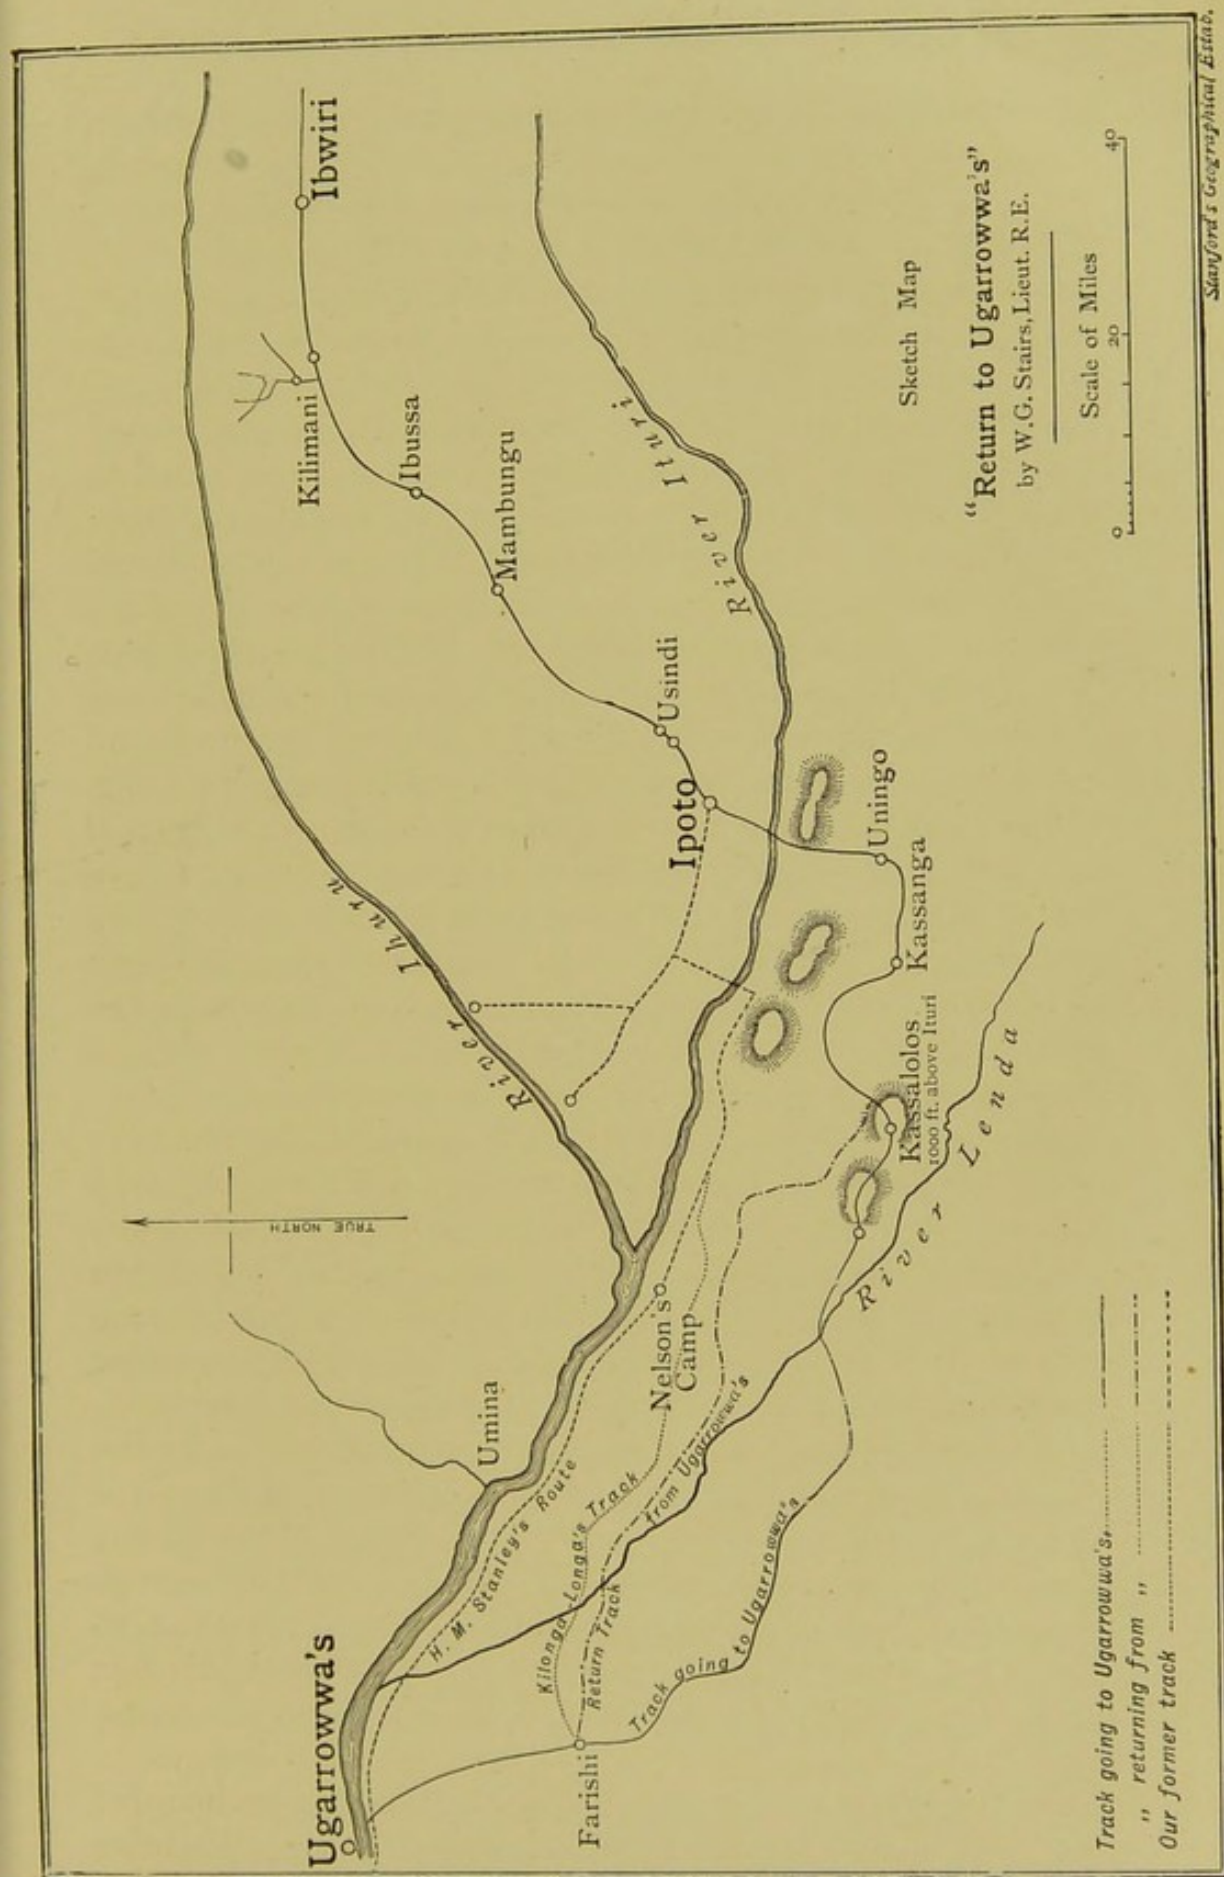 Ugarrowwa's
Umina
River Ihuru
Kilimani
Ibwiri
Ibussa
Mambungu
Usindi
Ipoto
River Ituri
TRUE NORTH
H. M. Stanley's Route
Nelson's
Camp
Kilonga-Longa's Track
Return Track from Ugarrowwa's
Farishi
Track going to Ugarrowwa's
Uningo
Kassanga
Kassalolos
1000 ft. above Ituri
River Lenda
Sketch Map
"Return to Ugarrowwa's"
by W.G. Stairs, Lieut. R.E.
Scale of Miles
0 20 40
Track going to Ugarrowwa's
" returning from "
Our former track
Stanford's Geographical Estab.